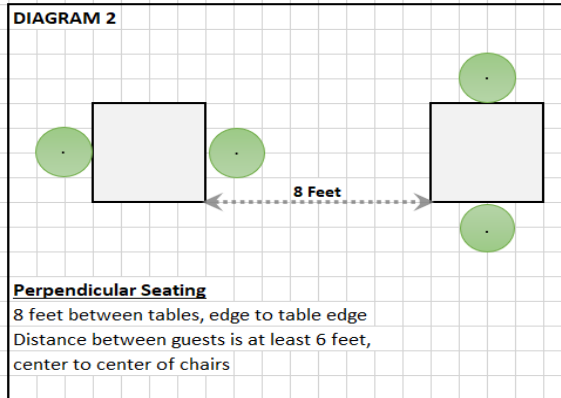 DIAGRAM 2
8 Feet
Perpendicular Seating
8 feet between tables, edge to table edge
Distance between guests is at least 6 feet,
center to center of chairs